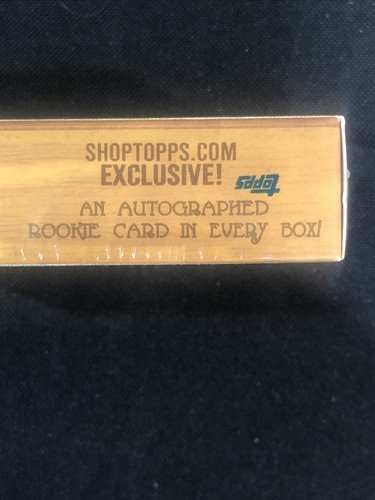 SHOPTOPPS.COM
EXCLUSIVE!
topps
AN AUTOGRAPHED
ROOKIE CARD IN EVERY BOX!